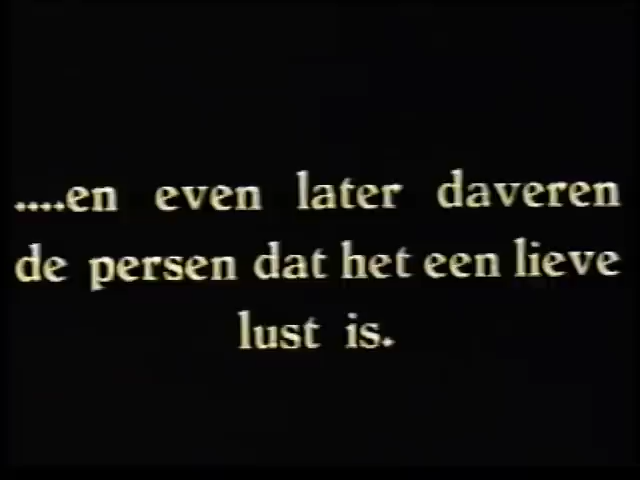 ....en even later daveren
de persen dat het een lieve
lust is.